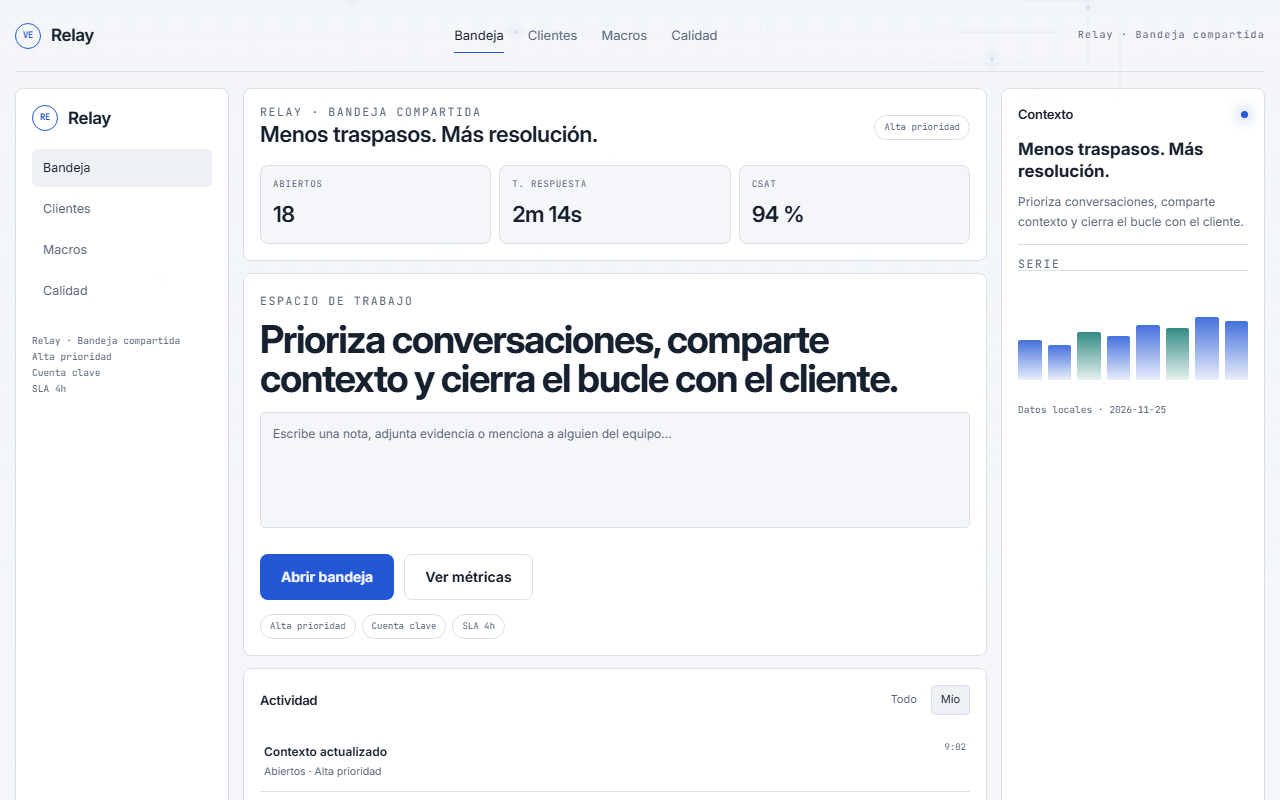 VE Relay
Bandeja Clientes Macros Calidad
Relay · Bandeja compartida
RE Relay
Bandeja
Clientes
Macros
Calidad
Relay · Bandeja compartida
Alta prioridad
Cuenta clave
SLA 4h
RELAY · BANDEJA COMPARTIDA
Menos traspasos. Más resolución.
Alta prioridad
ABIERTOS
18
T. RESPUESTA
2m 14s
CSAT
94 %
ESPACIO DE TRABAJO
Prioriza conversaciones, comparte
contexto y cierra el bucle con el cliente.
Escribe una nota, adjunta evidencia o menciona a alguien del equipo...
Abrir bandeja Ver métricas
Alta prioridad Cuenta clave SLA 4h
Actividad
Todo Mío
Contexto actualizado
9:02
Abiertos · Alta prioridad
Contexto
Menos traspasos. Más
resolución.
Prioriza conversaciones, comparte
contexto y cierra el bucle con el cliente.
SERIE
Datos locales · 2026-11-25